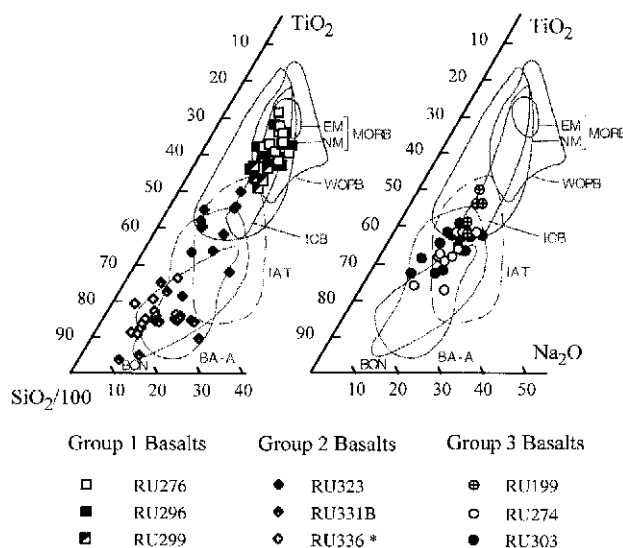 TiO2 TiO2
10 10
20 20
30 30
EM EM
NM MORB NM MORB
40 40
50 WOPB 50 WOPB
60 60
ICB ICB
70 IAT 70 IAT
80 80
90 90
BON BA-A BON BA-A Na2O
SiO2/100 10 20 30 40 10 20 30 40 50
Group 1 Basalts Group 2 Basalts Group 3 Basalts
RU276 RU323 RU199
RU296 RU331B RU274
RU299 RU336 * RU303